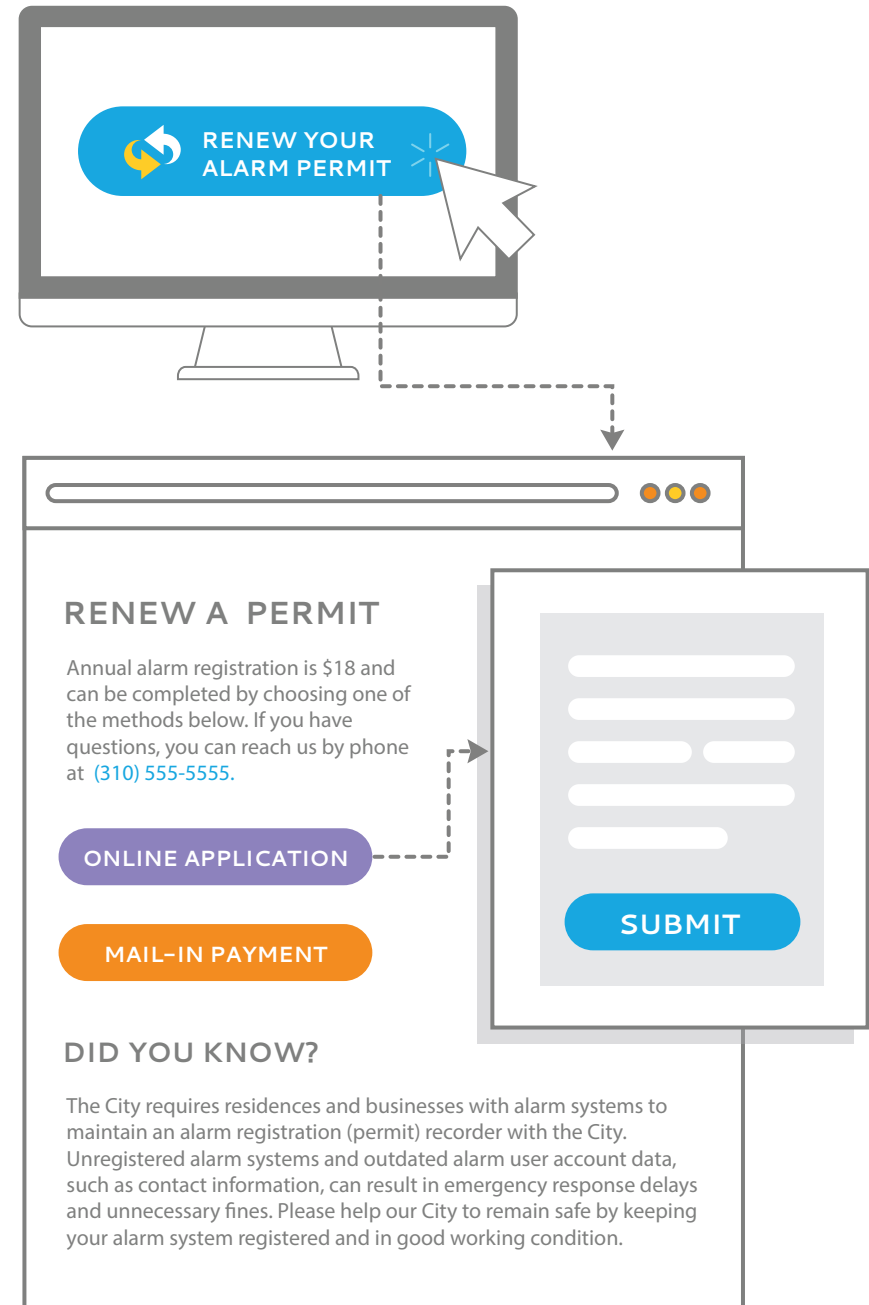 RENEW YOUR
ALARM PERMIT
RENEW A PERMIT
Annual alarm registration is $18 and
can be completed by choosing one of
the methods below. If you have
questions, you can reach us by phone
at (310) 555-5555.
ONLINE APPLICATION
MAIL-IN PAYMENT
SUBMIT
DID YOU KNOW?
The City requires residences and businesses with alarm systems to
maintain an alarm registration (permit) recorder with the City.
Unregistered alarm systems and outdated alarm user account data,
such as contact information, can result in emergency response delays
and unnecessary fines. Please help our City to remain safe by keeping
your alarm system registered and in good working condition.